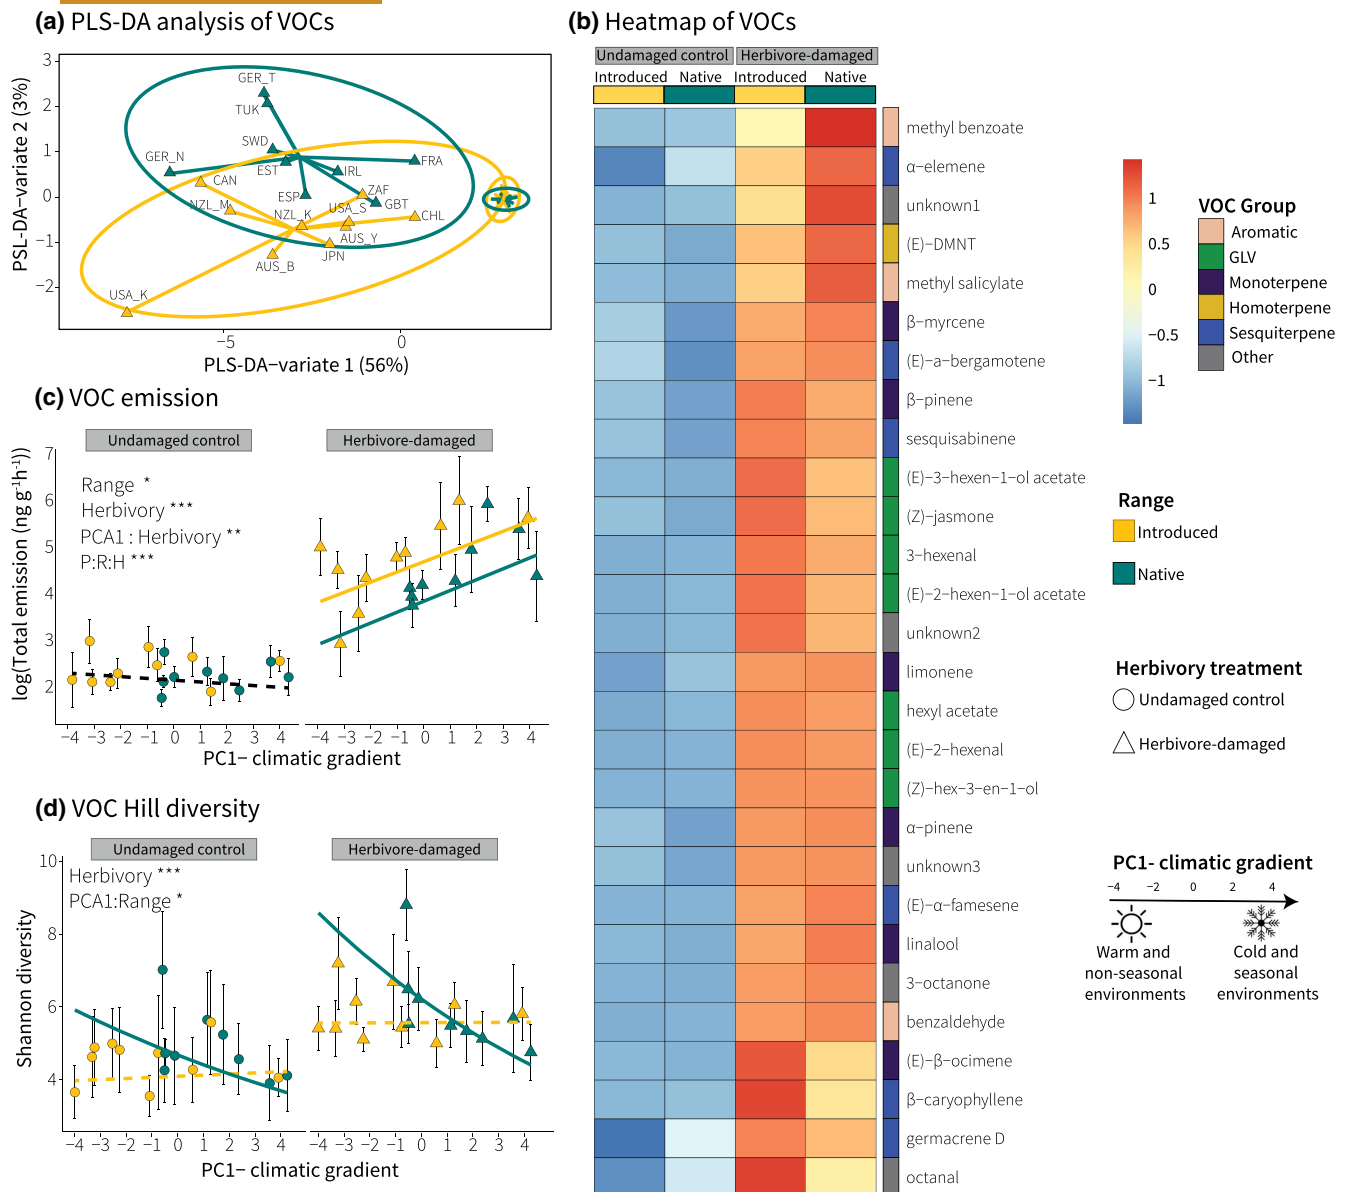 (a) PLS-DA analysis of VOCs
PSL-DA-variate 2 (3%)
3
2
1
0
−1
−2
GER_T
TUK
SWD
GER_N
EST
IRL
FRA
CAN
ESP
ZAF
NZL_M
NZL_K
USA_S
GBT
CHL
AUS_Y
JPN
AUS_B
USA_K
−5
0
PLS-DA−variate 1 (56%)
(b) Heatmap of VOCs
Undamaged control
Herbivore-damaged
Introduced
Native
Introduced
Native
methyl benzoate
α−elemene
unknown1
(E)−DMNT
methyl salicylate
β−myrcene
(E)−a−bergamotene
β−pinene
sesquisabinene
(E)−3−hexen−1−ol acetate
(Z)−jasmone
3−hexenal
(E)−2−hexen−1−ol acetate
unknown2
limonene
hexyl acetate
(E)−2−hexenal
(Z)−hex−3−en−1−ol
α−pinene
unknown3
(E)−α−famesene
linalool
3−octanone
benzaldehyde
(E)−β−ocimene
β−caryophyllene
germacrene D
octanal
1
0.5
0
−0.5
−1
VOC Group
Aromatic
GLV
Monoterpene
Homoterpene
Sesquiterpene
Other
Range
Introduced
Native
Herbivory treatment
Undamaged control
Herbivore−damaged
PC1- climatic gradient
−4 −2 0 2 4
Warm and
non-seasonal
environments
Cold and
seasonal
environments
(c) VOC emission
Undamaged control
Herbivore-damaged
log(Total emission (ng g⁻¹h⁻¹))
7
6
5
4
3
2
Range *
Herbivory ***
PCA1 : Herbivory **
P:R:H ***
−4 −3 −2 −1 0 1 2 3 4
−4 −3 −2 −1 0 1 2 3 4
PC1− climatic gradient
(d) VOC Hill diversity
Undamaged control
Herbivore-damaged
Shannon diversity
10
8
6
4
Herbivory ***
PCA1:Range *
−4 −3 −2 −1 0 1 2 3 4
−4 −3 −2 −1 0 1 2 3 4
PC1− climatic gradient